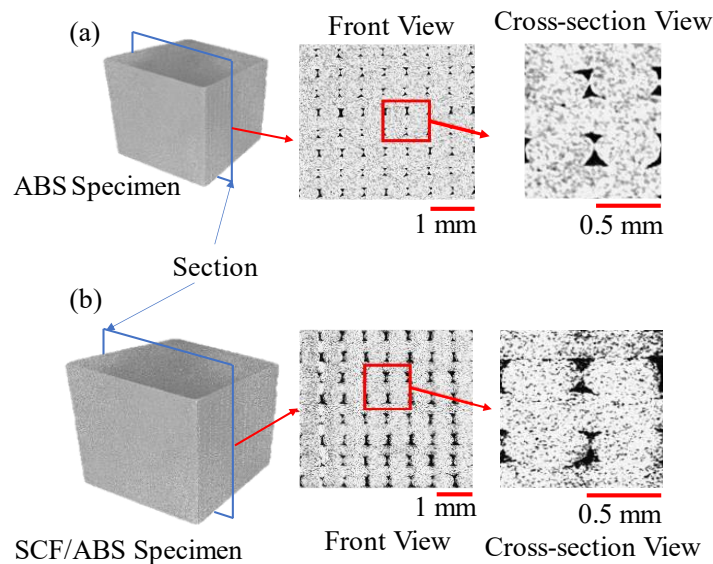 (a)
Front View
Cross-section View
ABS Specimen
1 mm
0.5 mm
Section
(b)
1 mm
0.5 mm
SCF/ABS Specimen
Front View
Cross-section View